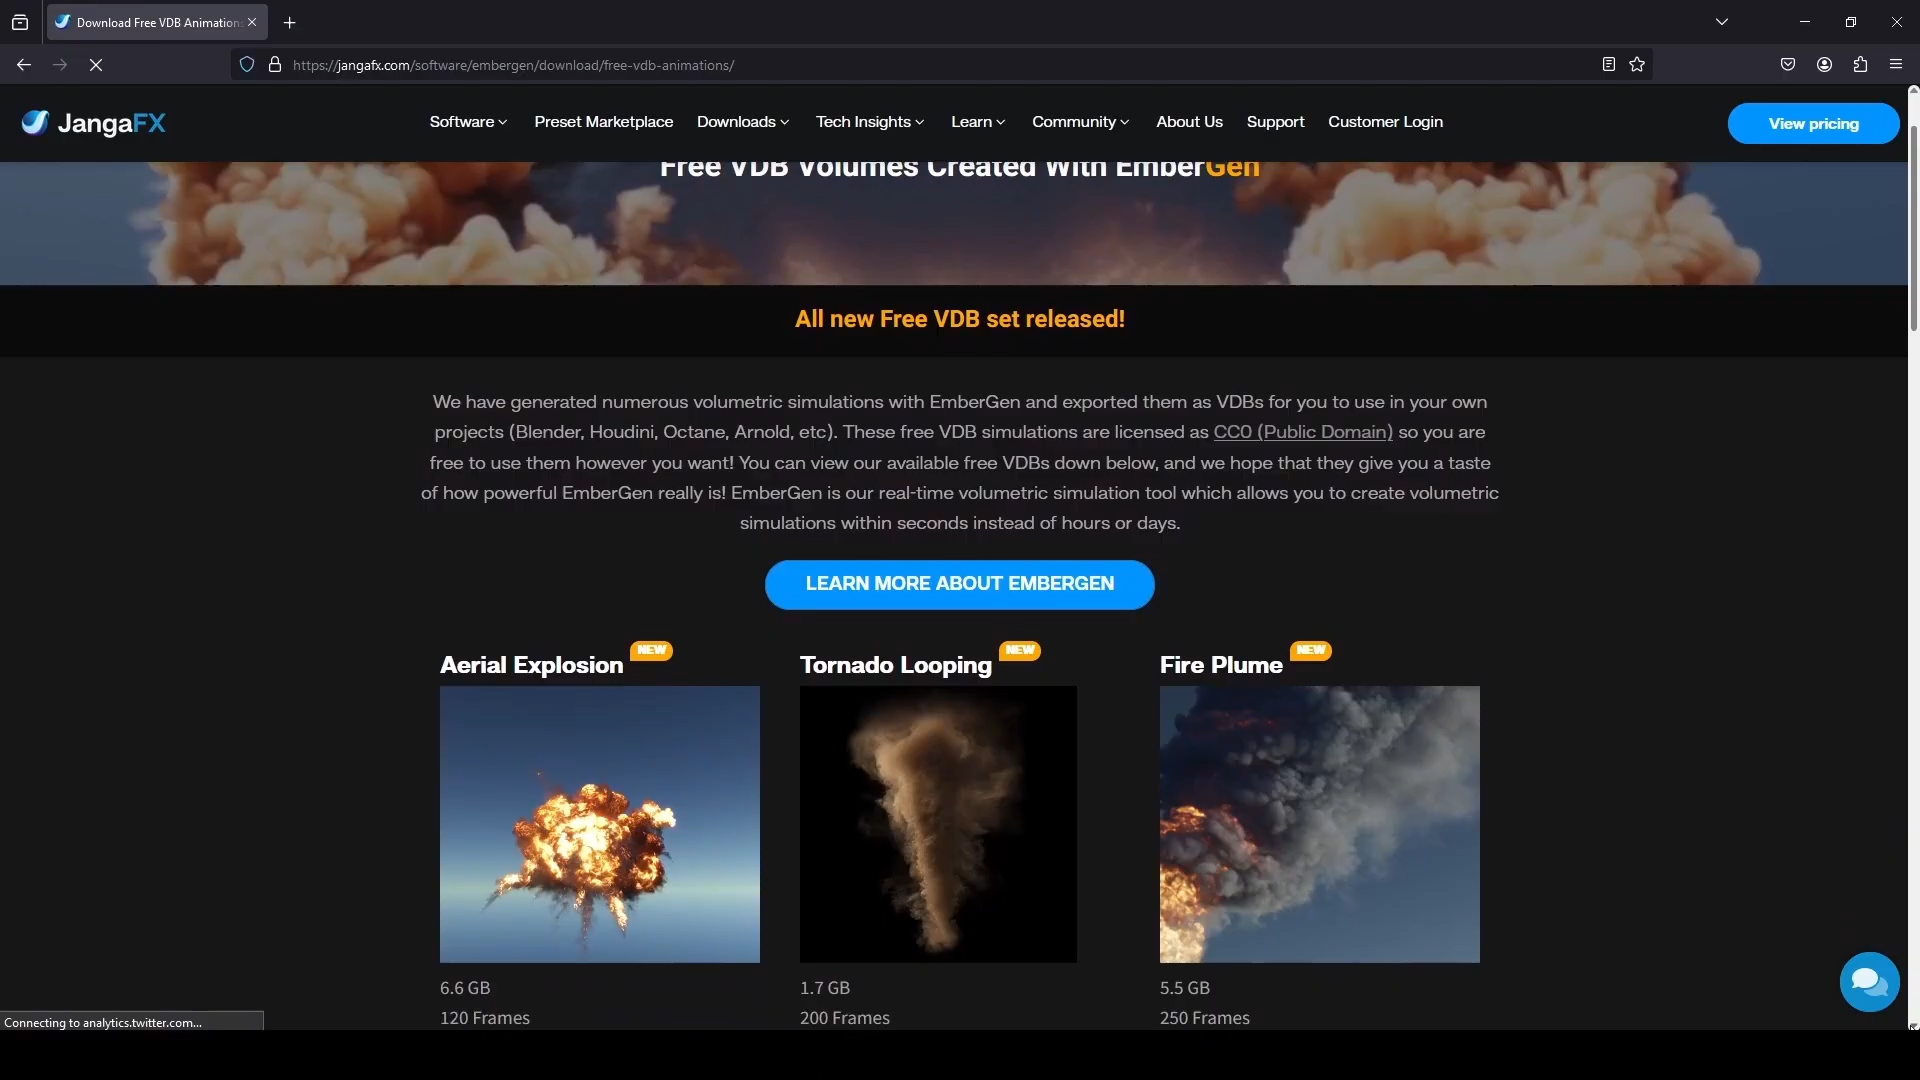 Download Free VDB Animation
https://jangafx.com/software/embergen/download/free-vdb-animations/
JangaFX
Software
Preset Marketplace
Downloads
Tech Insights
Learn
Community
About Us
Support
Customer Login
View pricing
Free VDB Volumes Created With EmberGen
All new Free VDB set released!
We have generated numerous volumetric simulations with EmberGen and exported them as VDBs for you to use in your own
projects (Blender, Houdini, Octane, Arnold, etc). These free VDB simulations are licensed as CC0 (Public Domain) so you are
free to use them however you want! You can view our available free VDBs down below, and we hope that they give you a taste
of how powerful EmberGen really is! EmberGen is our real-time volumetric simulation tool which allows you to create volumetric
simulations within seconds instead of hours or days.
LEARN MORE ABOUT EMBERGEN
Aerial Explosion NEW
Tornado Looping NEW
Fire Plume NEW
6.6 GB
1.7 GB
5.5 GB
120 Frames
200 Frames
250 Frames
Connecting to analytics.twitter.com...